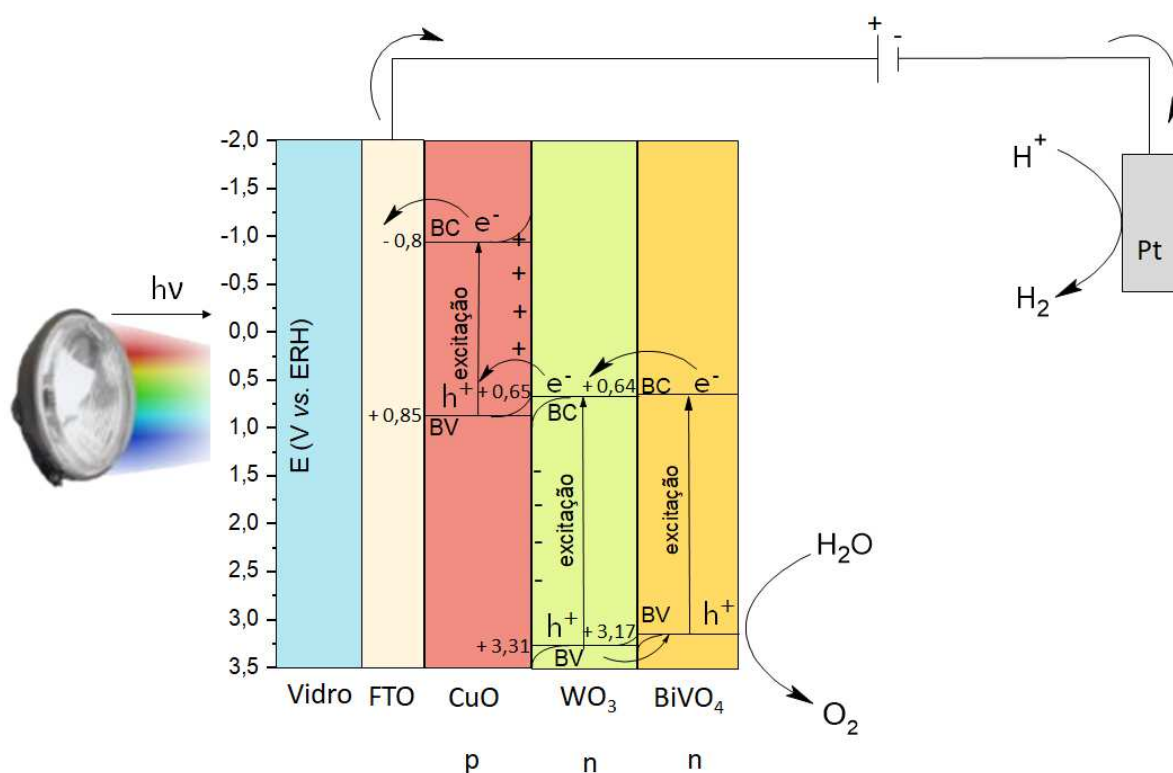 + -
-2,0
-1,5
-1,0
-0,5
0,0
0,5
1,0
1,5
2,0
2,5
3,0
3,5
E (V vs. ERH)
hν
BC e-
- 0,8
+
+
+
+
excitação
h+ + 0,65
+ 0,85
BV
e- + 0,64
BC
-
-
-
-
excitação
h+ + 3,17
+ 3,31
BV
BC e-
excitação
BV h+
H+
Pt
H2
H2O
O2
Vidro FTO CuO WO3 BiVO4
p n n